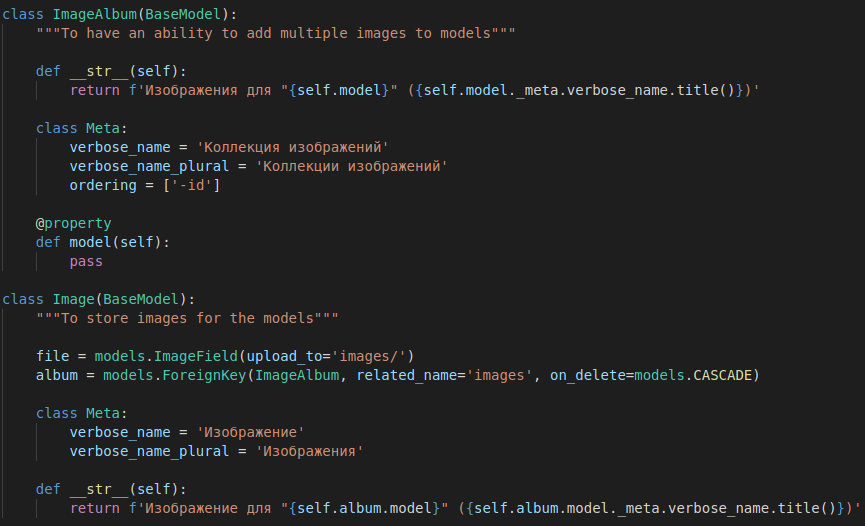 class ImageAlbum(BaseModel):
    """To have an ability to add multiple images to models"""
    def __str__(self):
        return f'Изображения для "{self.model}" ({self.model._meta.verbose_name.title()})'
    class Meta:
        verbose_name = 'Коллекция изображений'
        verbose_name_plural = 'Коллекции изображений'
        ordering = ['-id']
    @property
    def model(self):
        pass
class Image(BaseModel):
    """To store images for the models"""
    file = models.ImageField(upload_to='images/')
    album = models.ForeignKey(ImageAlbum, related_name='images', on_delete=models.CASCADE)
    class Meta:
        verbose_name = 'Изображение'
        verbose_name_plural = 'Изображения'
    def __str__(self):
        return f'Изображение для "{self.album.model}" ({self.album.model._meta.verbose_name.title()})'